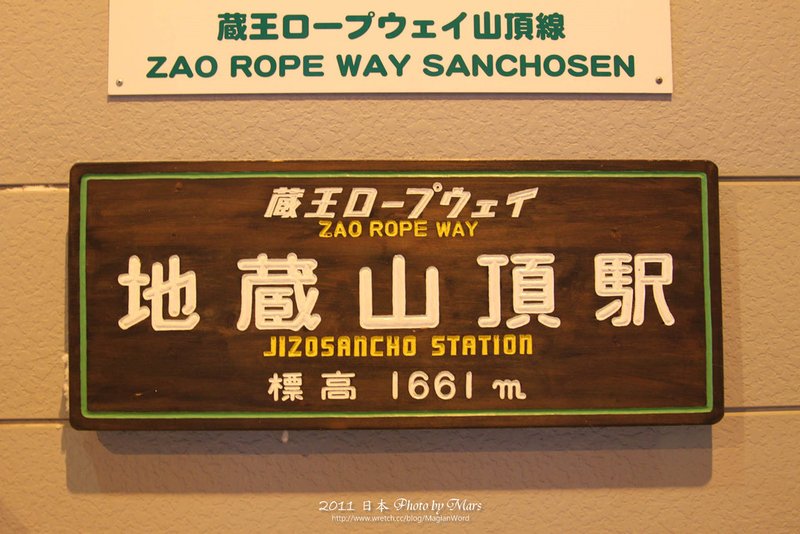 蔵王ロープウェイ山頂線
ZAO ROPE WAY SANCHOSEN
蔵王ロープウェイ
ZAO ROPE WAY
地蔵山頂駅
JIZOSANCHO STATION
標高 1661m
2011 日本 Photo by Mars
http://www.wretch.cc/blog/MagianWord